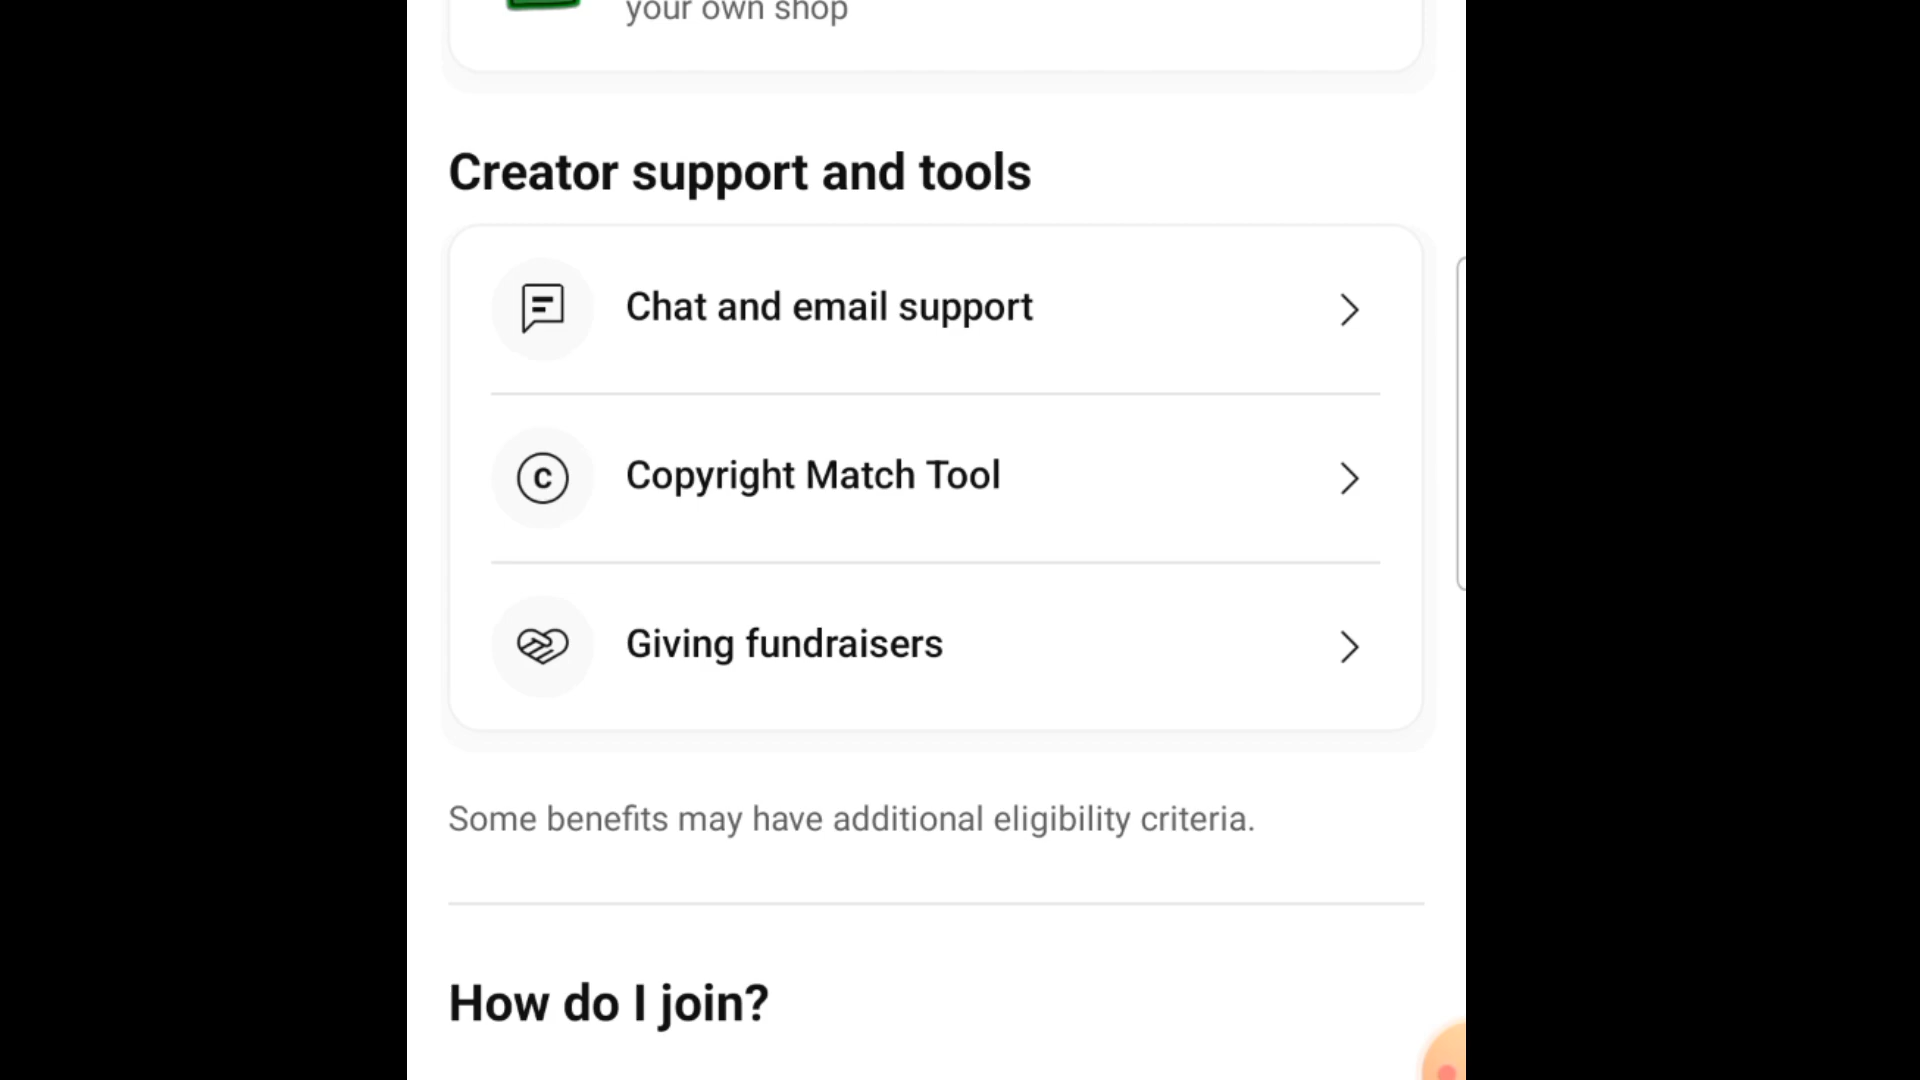 your own shop
Creator support and tools
Chat and email support
Copyright Match Tool
Giving fundraisers
Some benefits may have additional eligibility criteria.
How do I join?